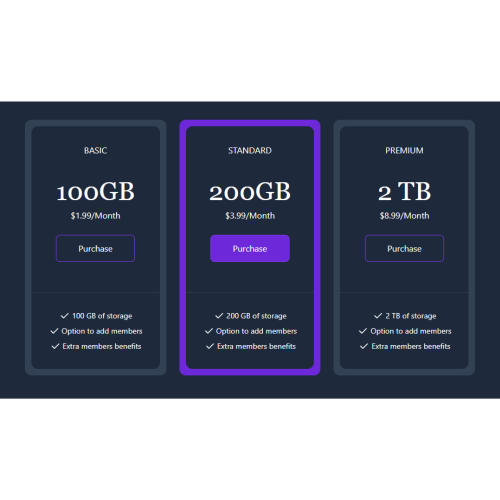 BASIC
100GB
$1.99/Month
Purchase
100 GB of storage
Option to add members
Extra members benefits
STANDARD
200GB
$3.99/Month
Purchase
200 GB of storage
Option to add members
Extra members benefits
PREMIUM
2 TB
$8.99/Month
Purchase
2 TB of storage
Option to add members
Extra members benefits